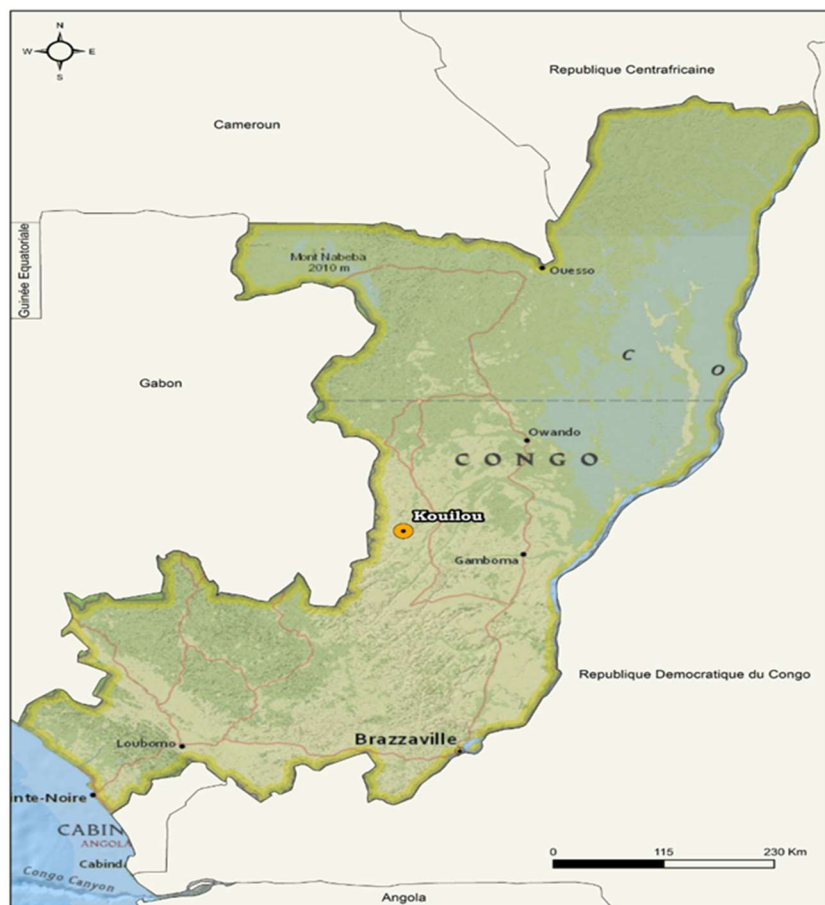 N
W E
S
Republique Centrafricaine
Cameroun
Guinée Equatoriale
Mont Nabeba
2010 m
Ouesso
C
O
Gabon
Owando
CONGO
Kouilou
Gamboma
Republique Democratique du Congo
Brazzaville
Loubomo
inte-Noire
CABIN
ANGOLA
Cabind
Congo Canyon
0 115 230 Km
Angola